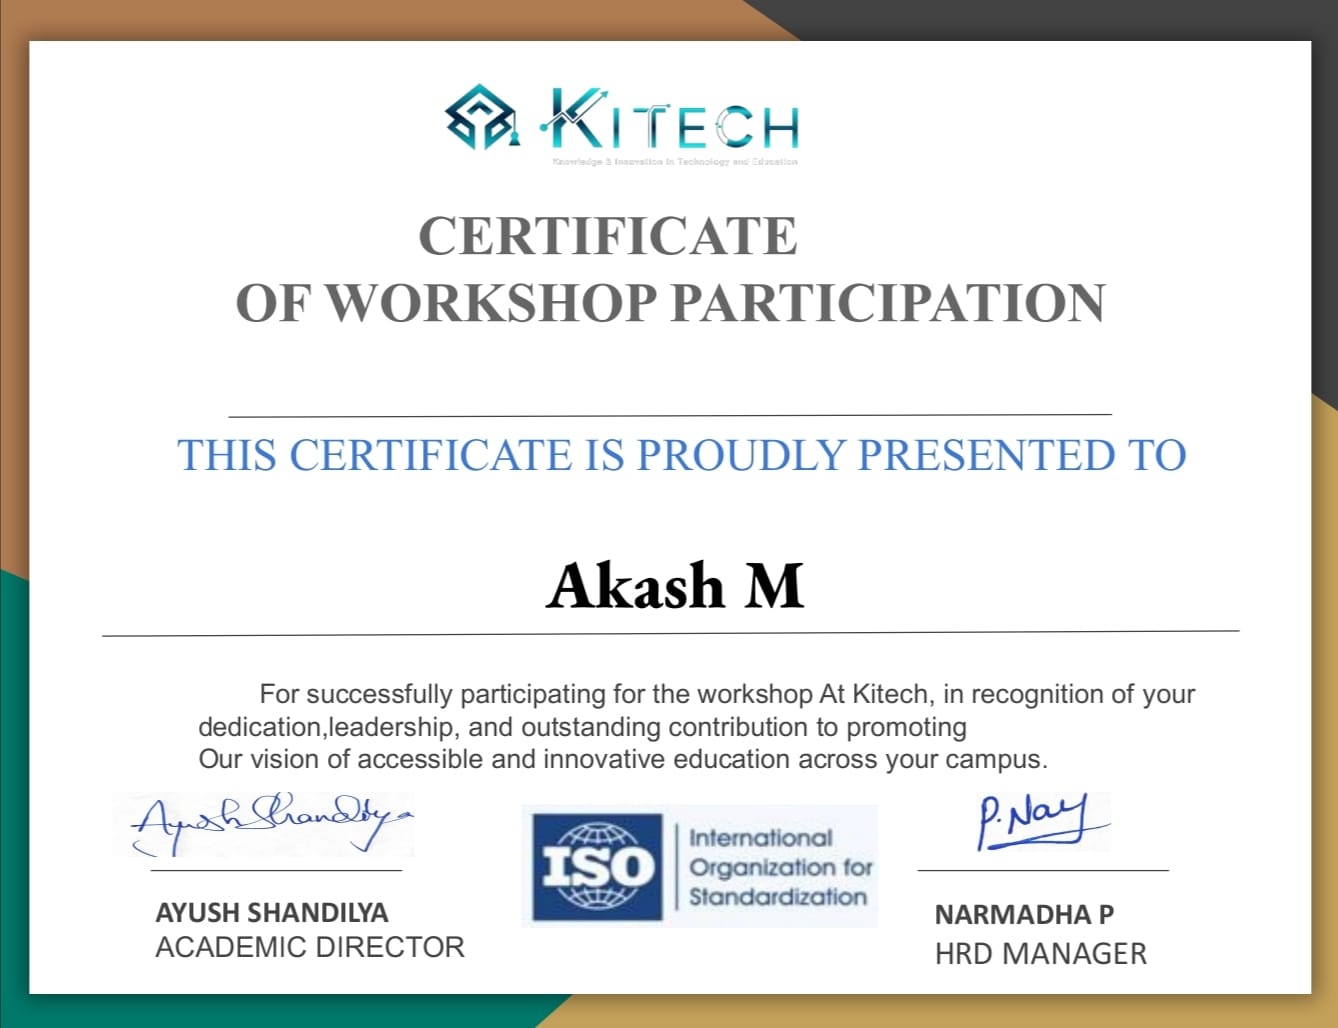 KITECH
Knowledge & Innovation In Technology and Education
CERTIFICATE
OF WORKSHOP PARTICIPATION
THIS CERTIFICATE IS PROUDLY PRESENTED TO
Akash M
For successfully participating for the workshop At Kitech, in recognition of your
dedication,leadership, and outstanding contribution to promoting
Our vision of accessible and innovative education across your campus.
Ayush Shandilya
P. Nay
ISO
International
Organization for
Standardization
AYUSH SHANDILYA
ACADEMIC DIRECTOR
NARMADHA P
HRD MANAGER